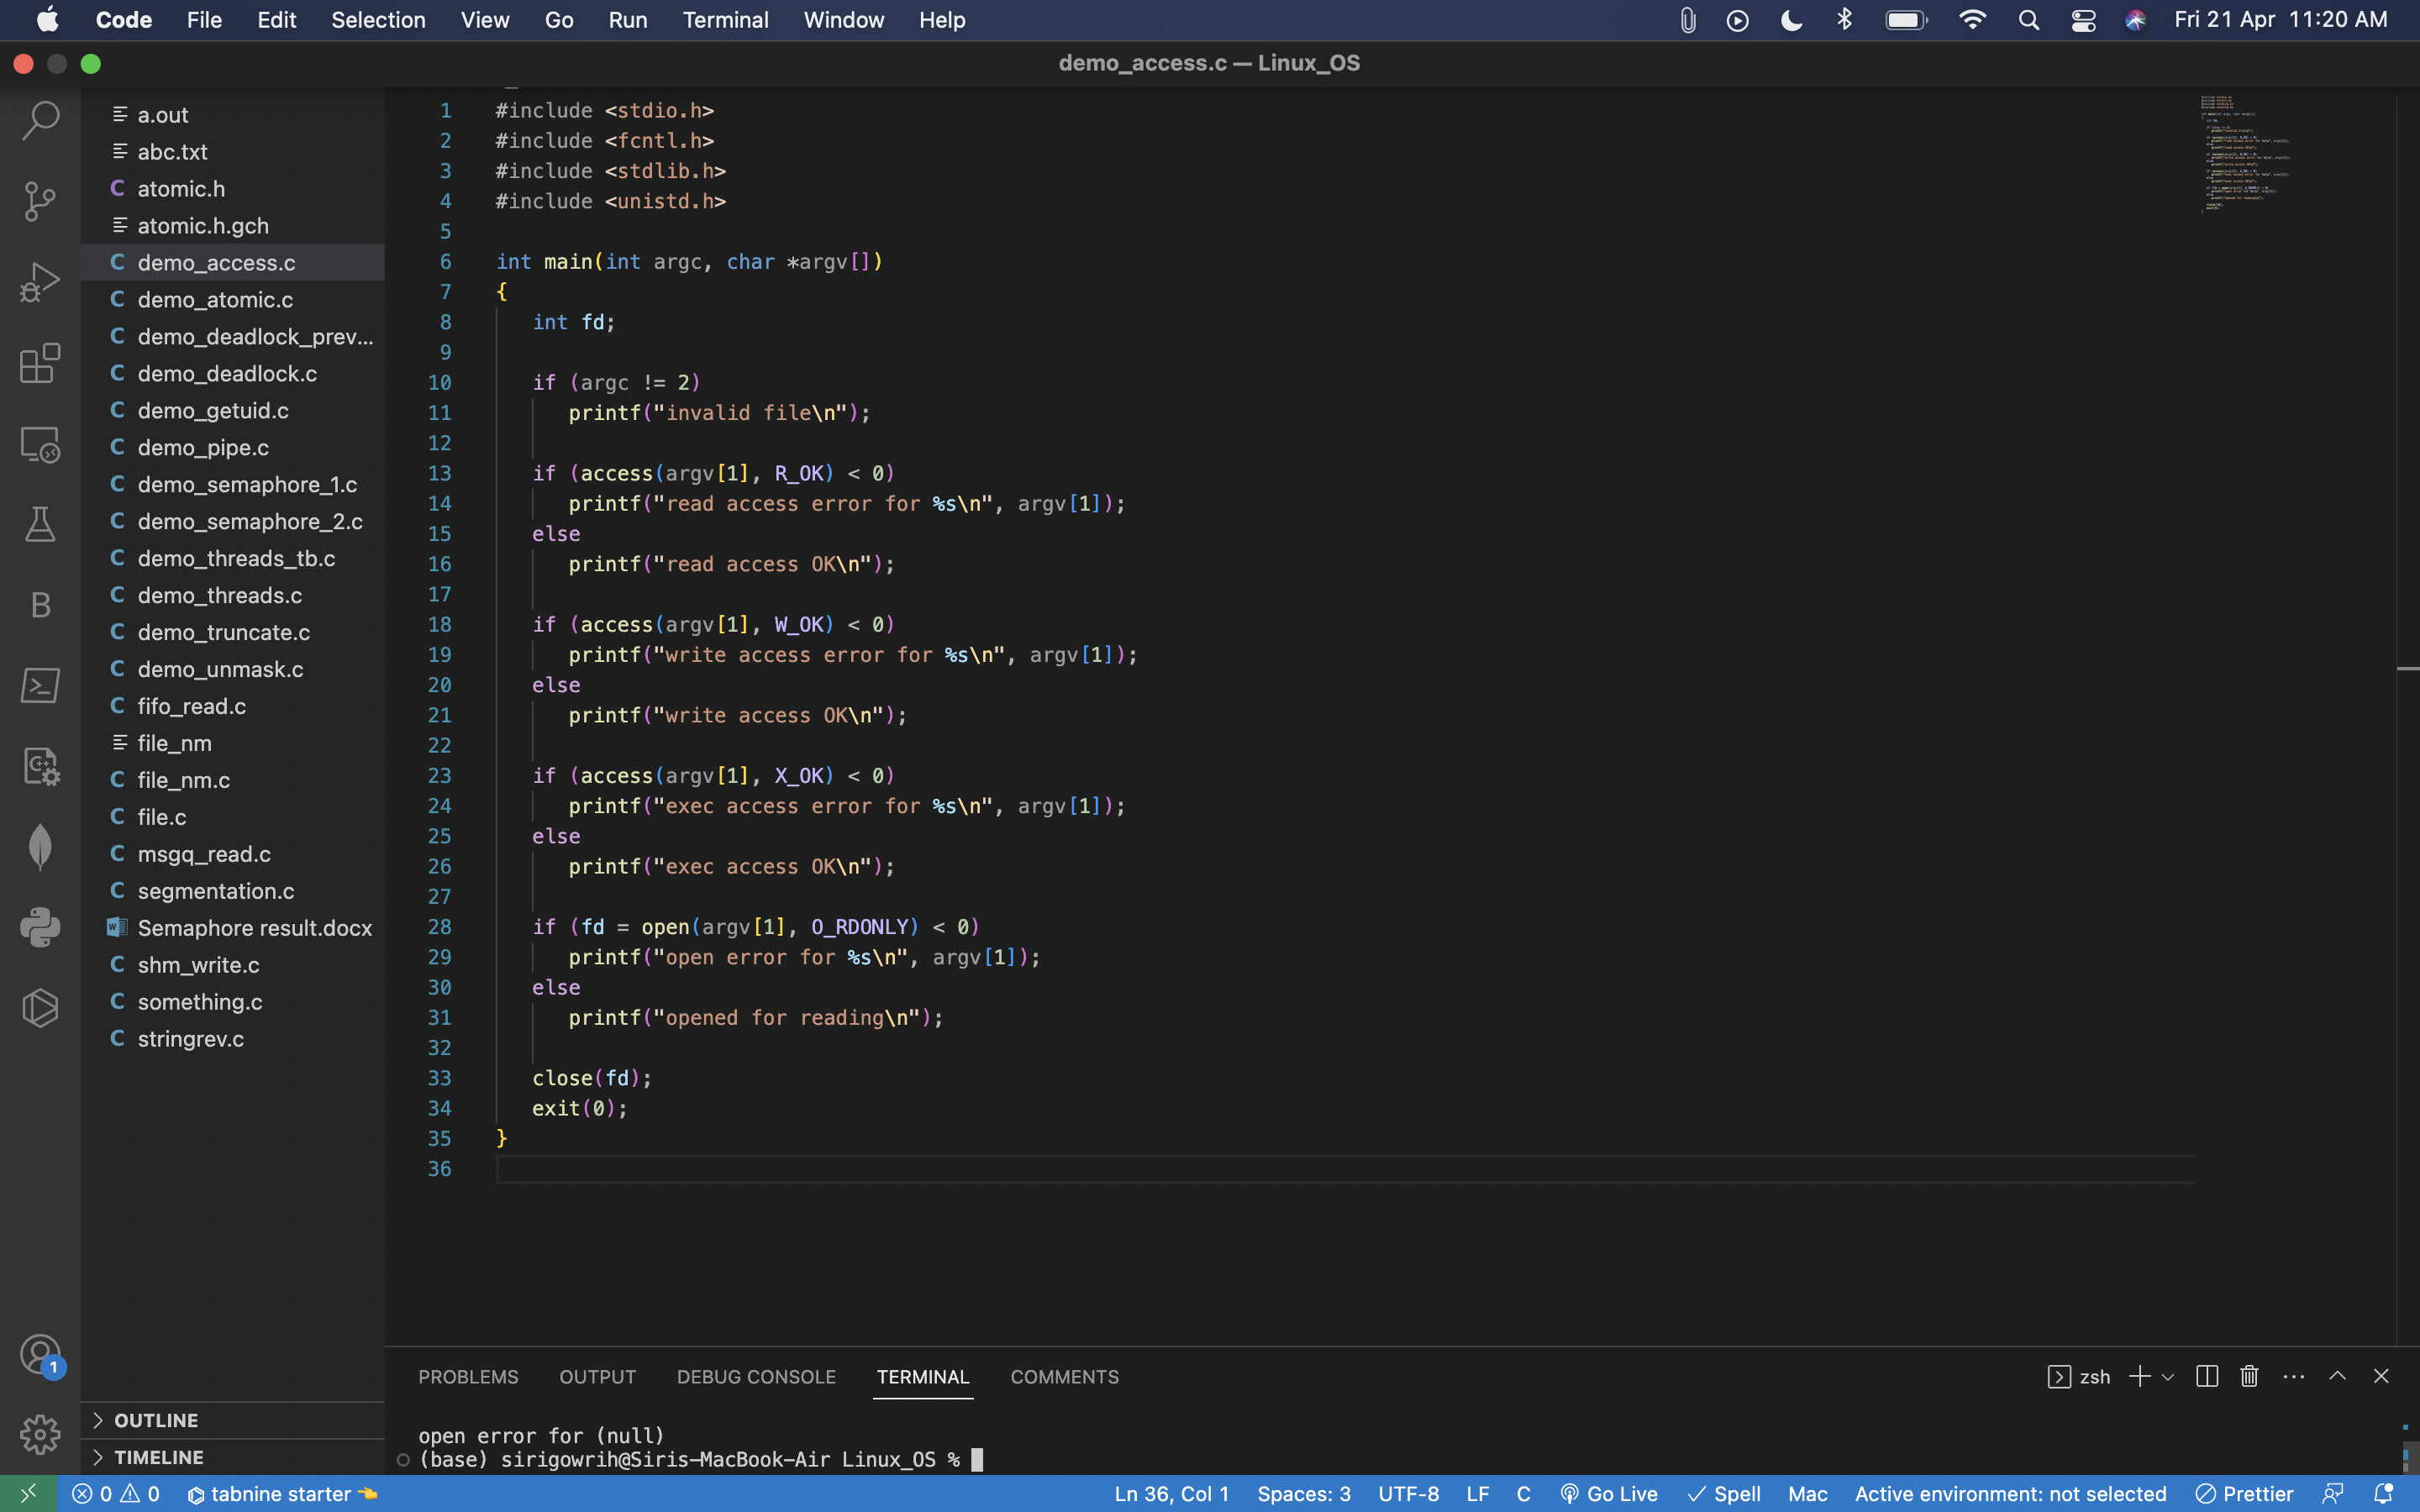 Code File Edit Selection View Go Run Terminal Window Help Fri 21 Apr 11:20 AM
demo_access.c — Linux_OS
a.out
abc.txt
atomic.h
atomic.h.gch
demo_access.c
demo_atomic.c
demo_deadlock_prev...
demo_deadlock.c
demo_getuid.c
demo_pipe.c
demo_semaphore_1.c
demo_semaphore_2.c
demo_threads_tb.c
demo_threads.c
demo_truncate.c
demo_unmask.c
fifo_read.c
file_nm
file_nm.c
file.c
msgq_read.c
segmentation.c
Semaphore result.docx
shm_write.c
something.c
stringrev.c
OUTLINE
TIMELINE
1 #include <stdio.h>
2 #include <fcntl.h>
3 #include <stdlib.h>
4 #include <unistd.h>
5
6 int main(int argc, char *argv[])
7 {
8 int fd;
9
10 if (argc != 2)
11 printf("invalid file\n");
12
13 if (access(argv[1], R_OK) < 0)
14 printf("read access error for %s\n", argv[1]);
15 else
16 printf("read access OK\n");
17
18 if (access(argv[1], W_OK) < 0)
19 printf("write access error for %s\n", argv[1]);
20 else
21 printf("write access OK\n");
22
23 if (access(argv[1], X_OK) < 0)
24 printf("exec access error for %s\n", argv[1]);
25 else
26 printf("exec access OK\n");
27
28 if (fd = open(argv[1], O_RDONLY) < 0)
29 printf("open error for %s\n", argv[1]);
30 else
31 printf("opened for reading\n");
32
33 close(fd);
34 exit(0);
35 }
36
PROBLEMS OUTPUT DEBUG CONSOLE TERMINAL COMMENTS zsh
open error for (null)
(base) sirigowrih@Siris-MacBook-Air Linux_OS %
B
1
0 0 tabnine starter Ln 36, Col 1 Spaces: 3 UTF-8 LF C Go Live Spell Mac Active environment: not selected Prettier